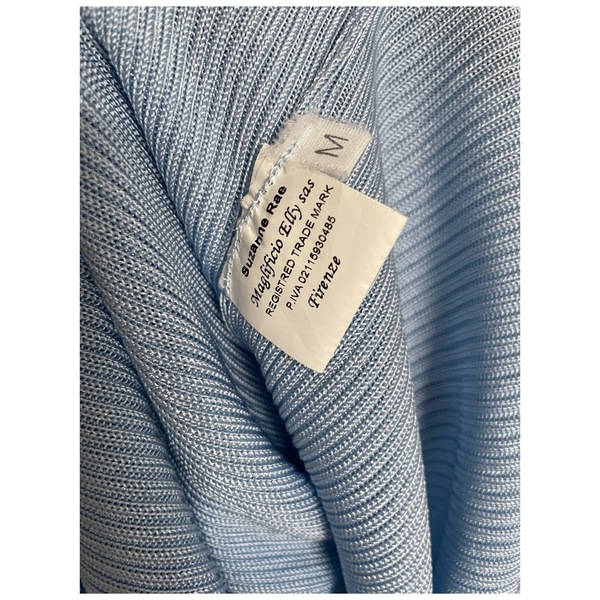 M
Suzanne Rae
Maglificio Elly sas
REGISTRED TRADE MARK
P.IVA 02115930485
Firenze